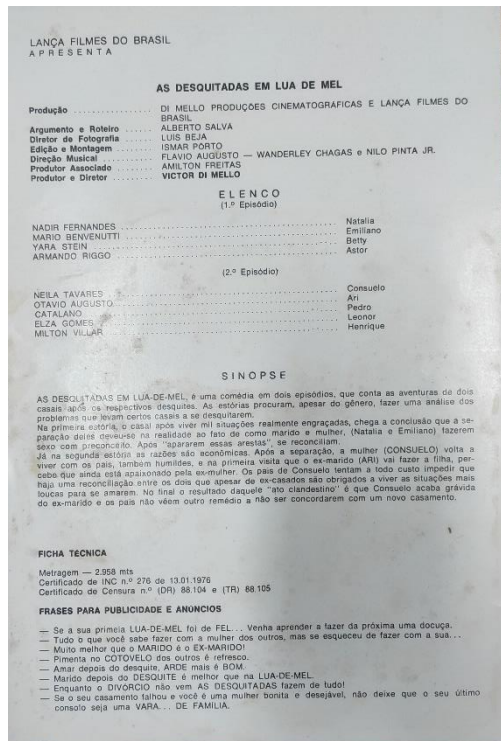 LANÇA FILMES DO BRASIL
APRESENTA
AS DESQUITADAS EM LUA DE MEL
Produção ................ DI MELLO PRODUÇÕES CINEMATOGRÁFICAS E LANÇA FILMES DO
BRASIL
Argumento e Roteiro ...... ALBERTO SALVA
Diretor de Fotografia ...... LUIS BEJA
Edição e Montagem ........ ISMAR PORTO
Direção Musical .......... FLAVIO AUGUSTO — WANDERLEY CHAGAS e NILO PINTA JR.
Produtor Associado ........ AMILTON FREITAS
Produtor e Diretor ........ VICTOR DI MELLO
ELENCO
(1.º Episódio)
NADIR FERNANDES ........ Natalia
MARIO BENVENUTTI ........ Emiliano
YARA STEIN ........ Betty
ARMANDO RIGGO ........ Astor
(2.º Episódio)
NEILA TAVARES ........ Consuelo
OTAVIO AUGUSTO ........ Ari
CATALANO ........ Pedro
ELZA GOMES ........ Leonor
MILTON VILLAR ........ Henrique
SINOPSE
AS DESQUITADAS EM LUA-DE-MEL, é uma comédia em dois episódios, que conta as aventuras de dois
casais após os respectivos desquites. As estórias procuram, apesar do gênero, fazer uma análise dos
problemas que levam certos casais a se desquitarem.
Na primeira estória, o casal após viver mil situações realmente engraçadas, chega a conclusão que a se-
paração deles deveu-se na realidade ao fato de como marido e mulher, (Natalia e Emiliano) fazerem
sexo com preconceito. Após "apararem essas arestas", se reconciliam.
Já na segunda estória as razões são econômicas. Após a separação, a mulher (CONSUELO) volta a
viver com os pais, tambem humildes, e na primeira visita que o ex-marido (ARI) vai fazer a filha, per-
cebe que ainda está apaixonado pela ex-mulher. Os pais de Consuelo tentam a todo custo impedir que
haja uma reconciliação entre os dois que apesar de ex-casados são obrigados a viver as situações mais
loucas para se amarem. No final o resultado daquele "ato clandestino" é que Consuelo acaba grávida
do ex-marido e os pais não vêem outro remédio a não ser concordarem com um novo casamento.
FICHA TÉCNICA
Metragem — 2.958 mts
Certificado de INC n.º 276 de 13.01.1976
Certificado de Censura n.º (DR) 88.104 e (TR) 88.105
FRASES PARA PUBLICIDADE E ANÚNCIOS
— Se a sua primeia LUA-DE-MEL foi de FEL... Venha aprender a fazer da próxima uma doçuça.
— Tudo o que você sabe fazer com a mulher dos outros, mas se esqueceu de fazer com a sua...
— Muito melhor que o MARIDO é o EX-MARIDO!
— Pimenta no COTOVELO dos outros é refresco.
— Amar depois do desquite, ARDE mais é BOM.
— Marido depois do DESQUITE é melhor que na LUA-DE-MEL.
— Enquanto o DIVORCIO não vem AS DESQUITADAS fazem de tudo!
— Se o seu casamento falhou e você é uma mulher bonita e desejável, não deixe que o seu último
consolo seja uma VARA... DE FAMÍLIA.